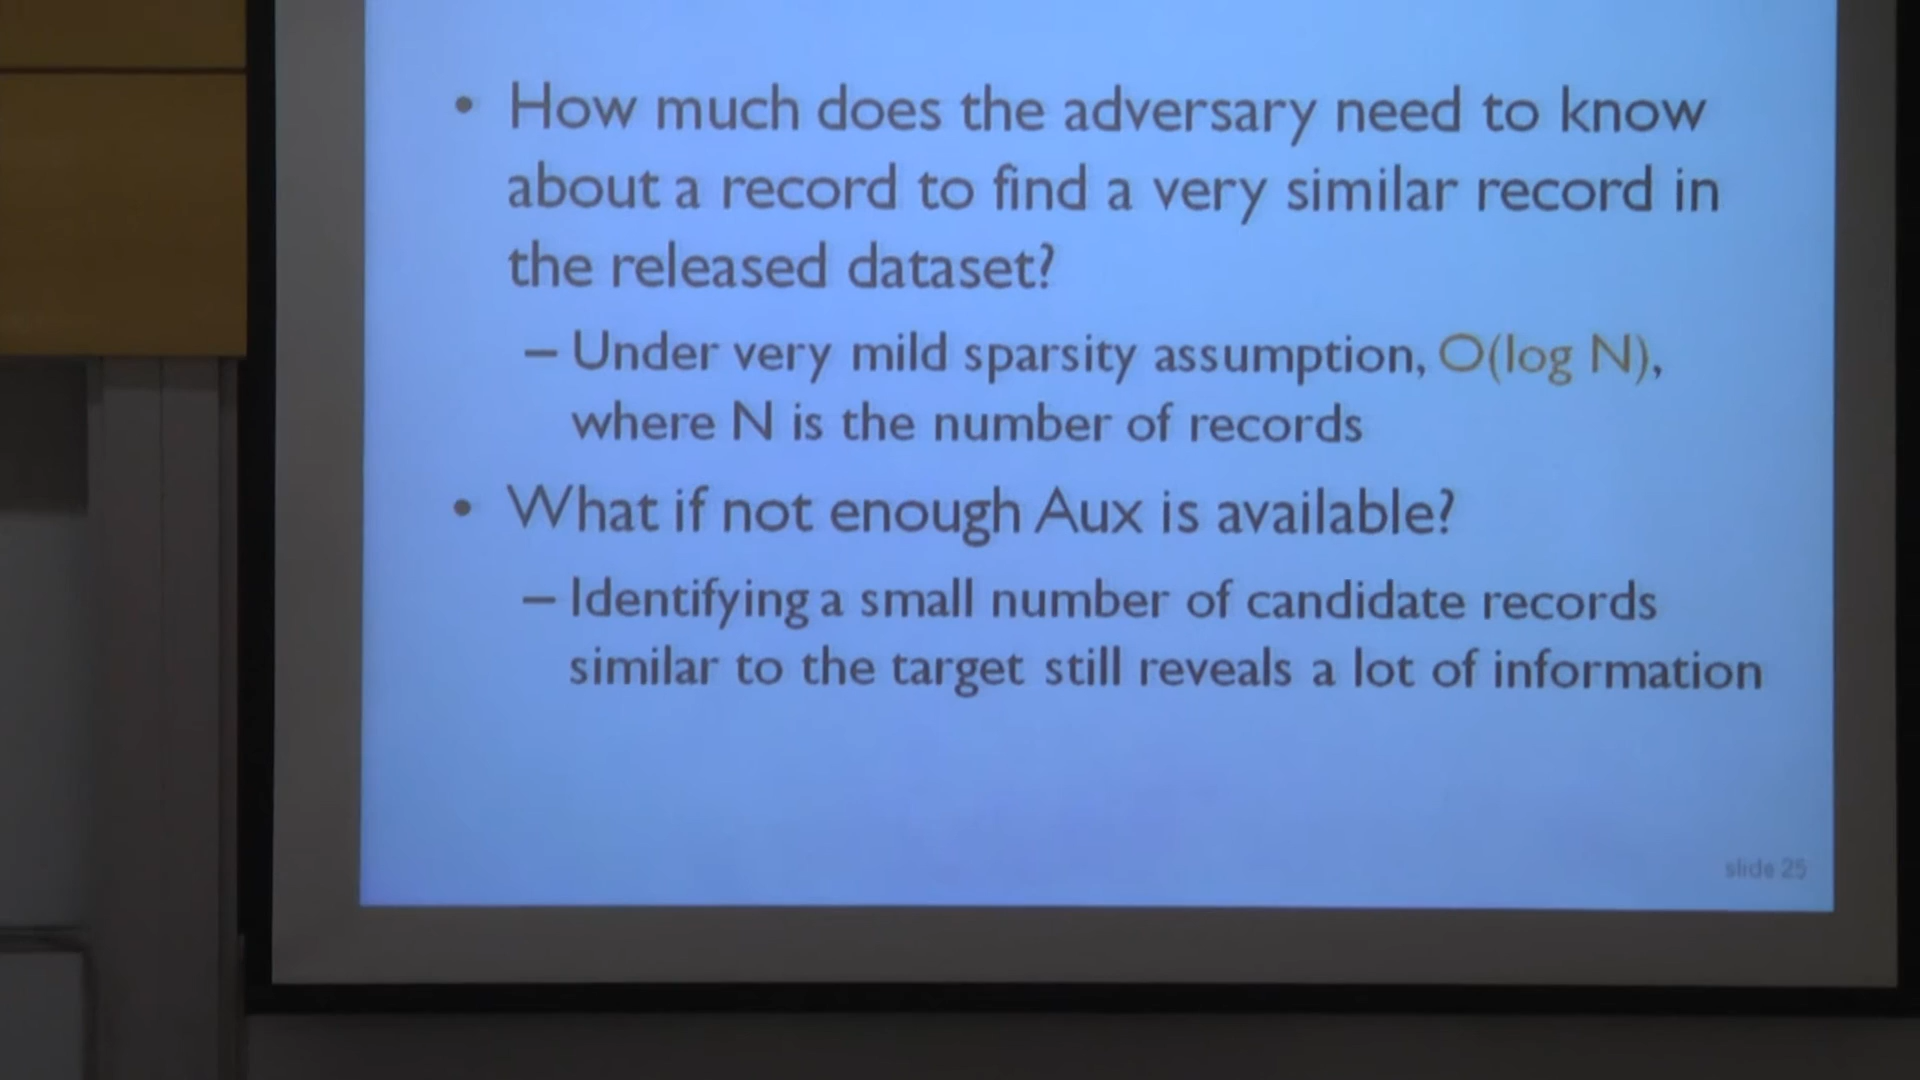 • How much does the adversary need to know
about a record to find a very similar record in
the released dataset?
– Under very mild sparsity assumption, O(log N),
where N is the number of records
• What if not enough Aux is available?
– Identifying a small number of candidate records
similar to the target still reveals a lot of information
slide 25